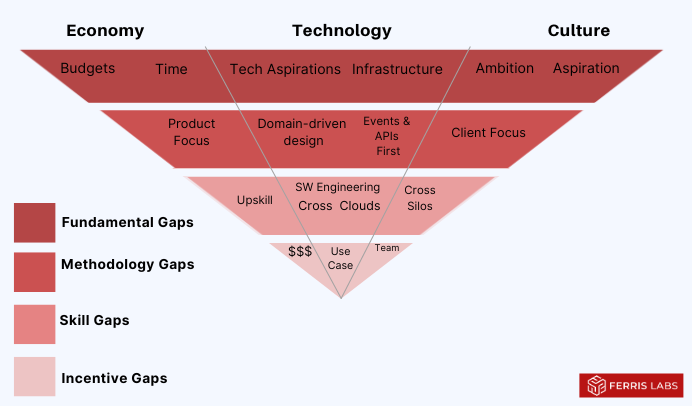 Economy Technology Culture
Budgets Time Tech Aspirations Infrastructure Ambition Aspiration
Product
Focus
Domain-driven
design
Events &
APIs
First
Client Focus
Upskill
SW Engineering
Cross Clouds
Cross
Silos
$$$
Use
Case
Team
Fundamental Gaps
Methodology Gaps
Skill Gaps
Incentive Gaps
FERRIS LABS